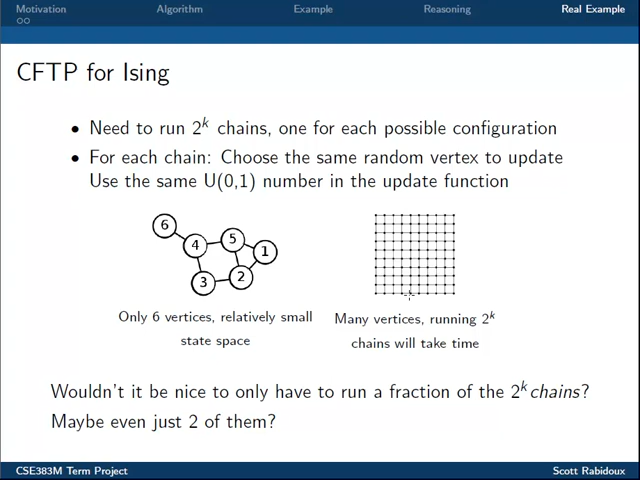 Motivation Algorithm Example Reasoning Real Example
CFTP for Ising
• Need to run 2^k chains, one for each possible configuration
• For each chain: Choose the same random vertex to update
Use the same U(0,1) number in the update function
6
4
5
1
3
2
Only 6 vertices, relatively small
state space
Many vertices, running 2^k
chains will take time
Wouldn't it be nice to only have to run a fraction of the 2^k chains?
Maybe even just 2 of them?
CSE383M Term Project Scott Rabidoux